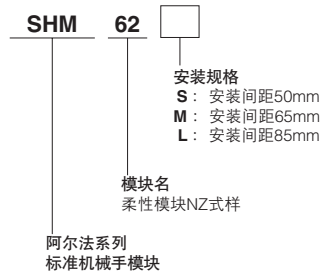 SHM 62
安装规格
S： 安装间距50mm
M： 安装间距65mm
L： 安装间距85mm
模块名
柔性模块NZ式样
阿尔法系列
标准机械手模块